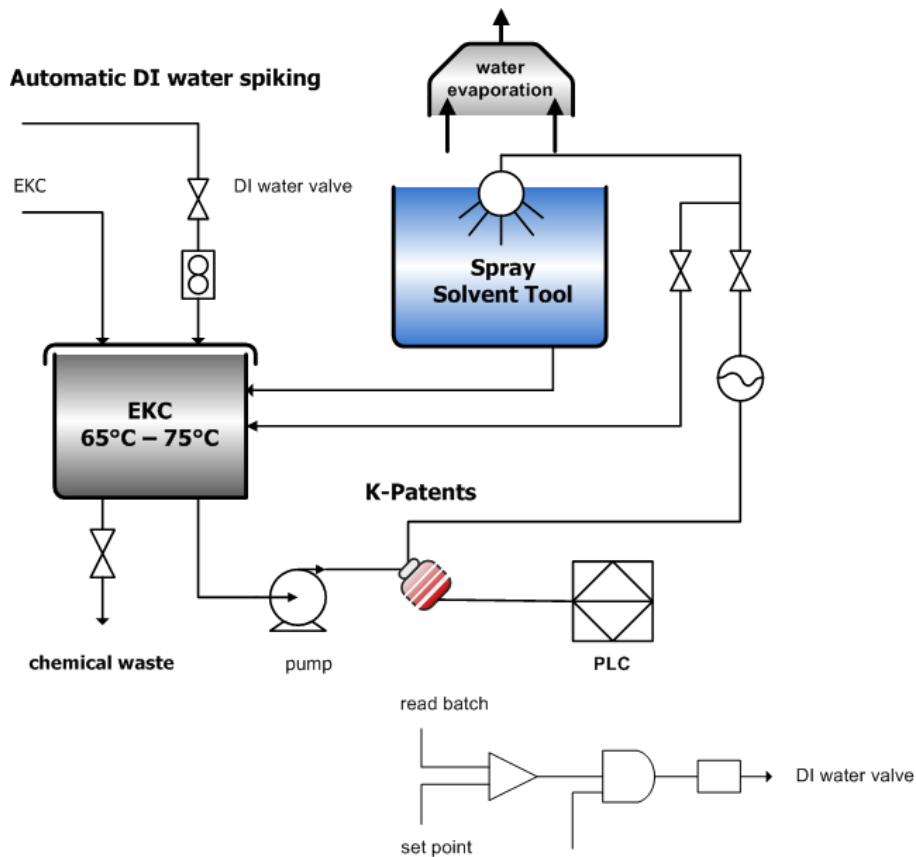 water
evaporation
Automatic DI water spiking
EKC
DI water valve
Spray
Solvent Tool
EKC
65°C – 75°C
K-Patents
chemical waste
pump
PLC
read batch
DI water valve
set point